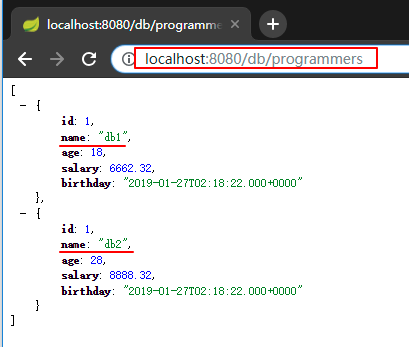 localhost:8080/db/programmers
localhost:8080/db/programmers
[
- {
id: 1,
name: "db1",
age: 18,
salary: 6662.32,
birthday: "2019-01-27T02:18:22.000+0000"
},
- {
id: 1,
name: "db2",
age: 28,
salary: 8888.32,
birthday: "2019-01-27T02:18:22.000+0000"
}
]